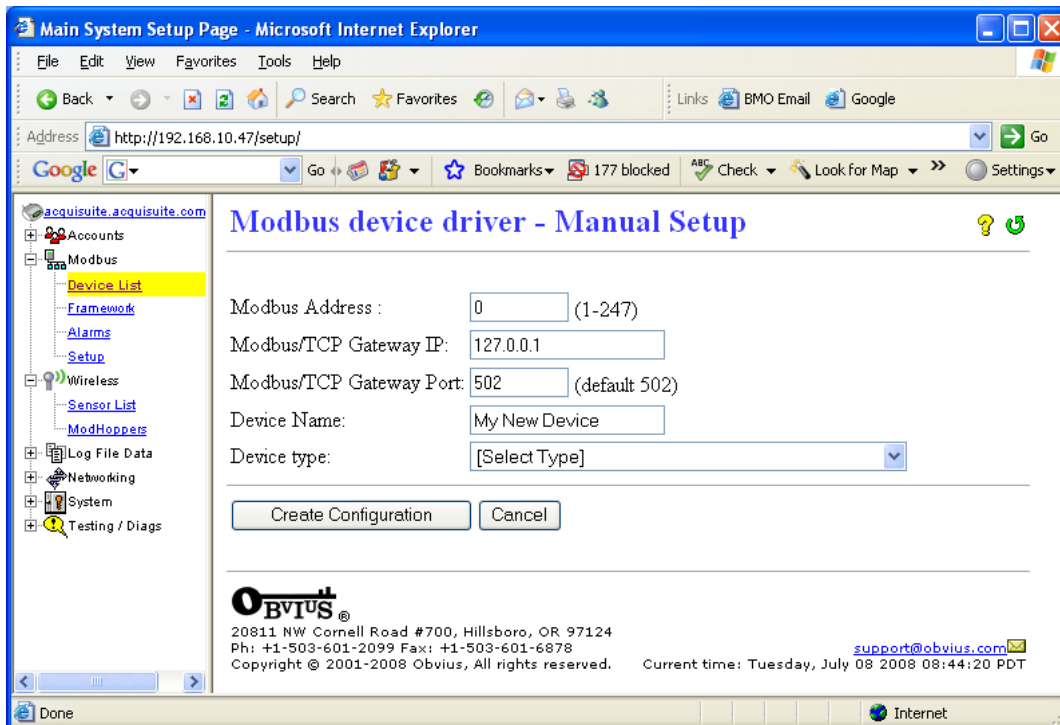 Main System Setup Page - Microsoft Internet Explorer
File Edit View Favorites Tools Help
Back Search Favorites Links BMO Email Google
Address http://192.168.10.47/setup/ Go
Google G Go Bookmarks 177 blocked ABC Check Look for Map >> Settings
acquisuite.acquisuite.com
Accounts
Modbus
Device List
Framework
Alarms
Setup
Wireless
Sensor List
ModHoppers
Log File Data
Networking
System
Testing / Diags
Modbus device driver - Manual Setup
Modbus Address : 0 (1-247)
Modbus/TCP Gateway IP: 127.0.0.1
Modbus/TCP Gateway Port: 502 (default 502)
Device Name: My New Device
Device type: [Select Type]
Create Configuration Cancel
OBVIUS ®
20811 NW Cornell Road #700, Hillsboro, OR 97124
Ph: +1-503-601-2099 Fax: +1-503-601-6878 support@obvius.com
Copyright © 2001-2008 Obvius, All rights reserved. Current time: Tuesday, July 08 2008 08:44:20 PDT
Done Internet